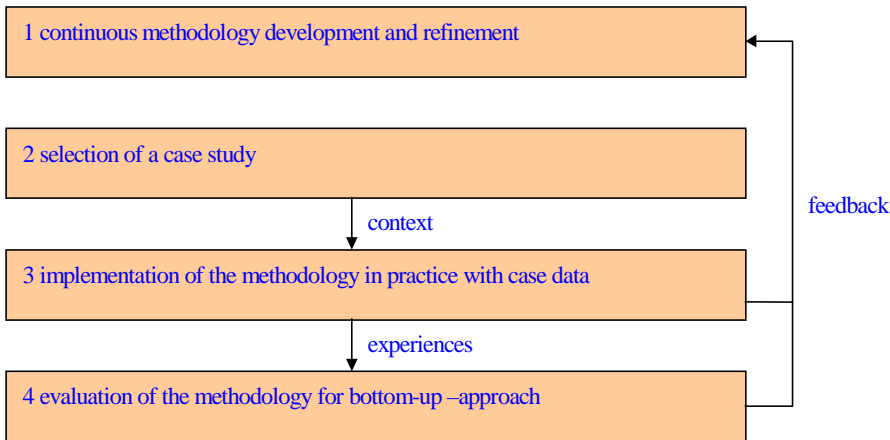 1 continuous methodology development and refinement
2 selection of a case study
context
feedback
3 implementation of the methodology in practice with case data
experiences
4 evaluation of the methodology for bottom-up –approach